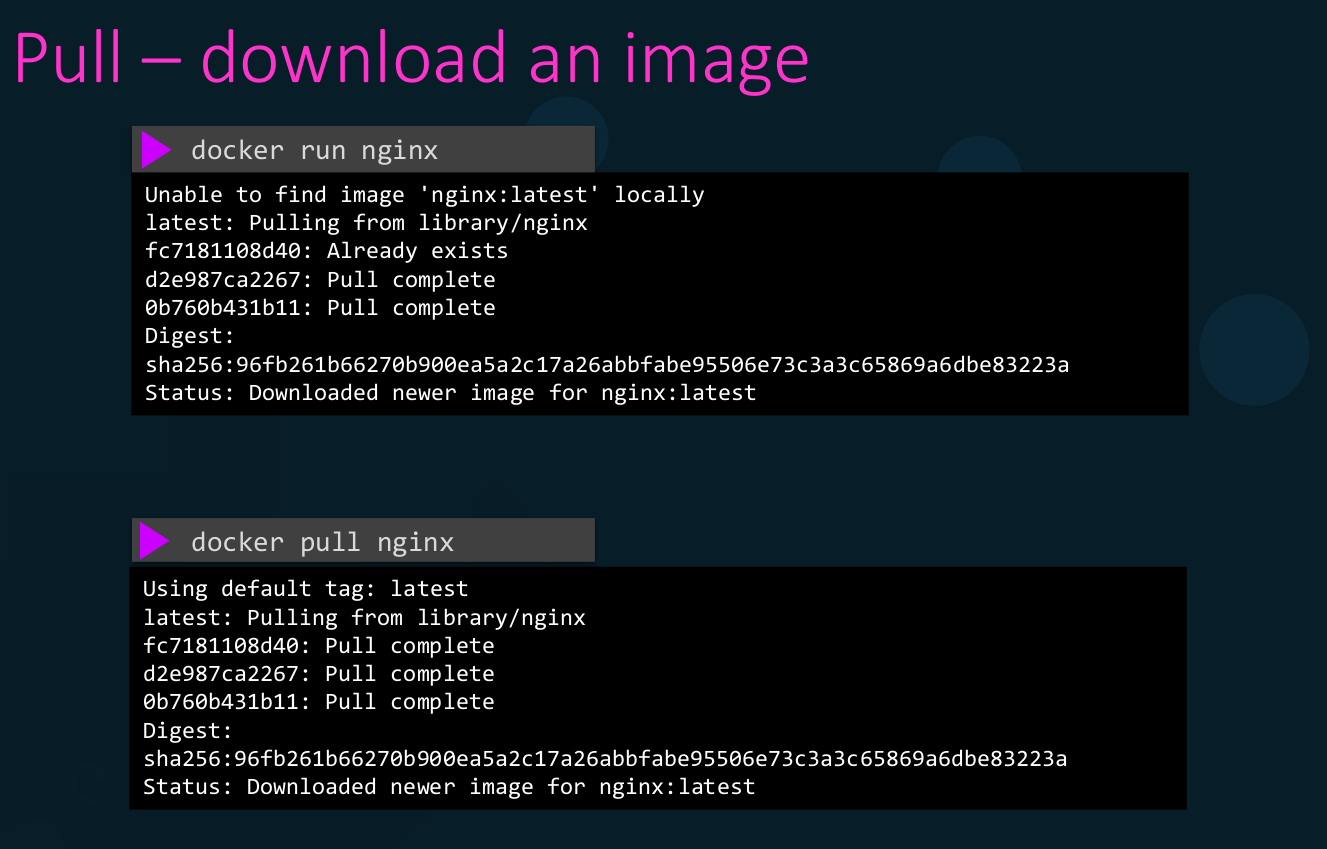 Pull – download an image
docker run nginx
Unable to find image 'nginx:latest' locally
latest: Pulling from library/nginx
fc7181108d40: Already exists
d2e987ca2267: Pull complete
0b760b431b11: Pull complete
Digest:
sha256:96fb261b66270b900ea5a2c17a26abbfabe95506e73c3a3c65869a6dbe83223a
Status: Downloaded newer image for nginx:latest
docker pull nginx
Using default tag: latest
latest: Pulling from library/nginx
fc7181108d40: Pull complete
d2e987ca2267: Pull complete
0b760b431b11: Pull complete
Digest:
sha256:96fb261b66270b900ea5a2c17a26abbfabe95506e73c3a3c65869a6dbe83223a
Status: Downloaded newer image for nginx:latest